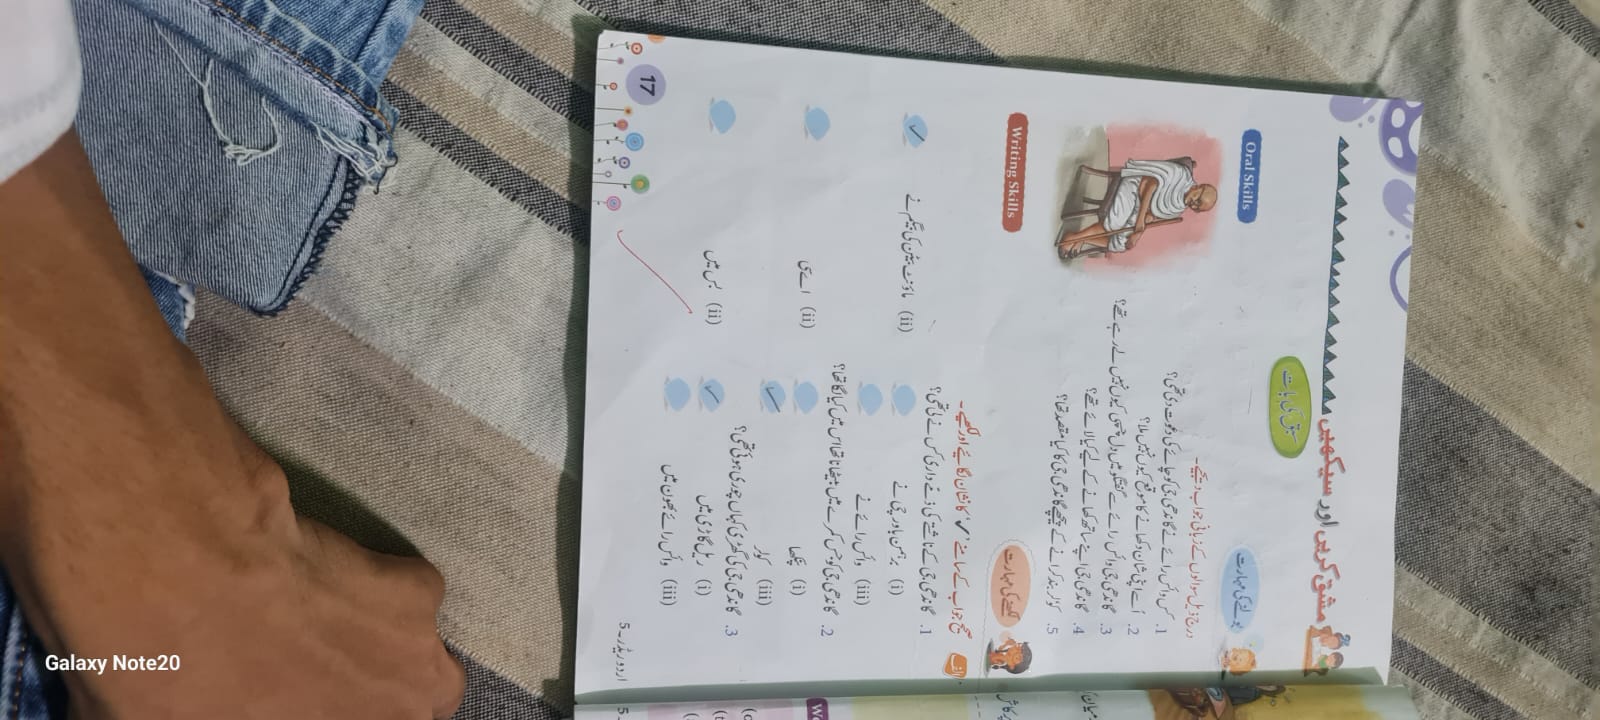 مشق کریں اور سیکھیں
سبق کی بات
بولنے کی مہارت
Oral Skills
درج ذیل سوالوں کے زبانی جواب دیجیے۔
1. کس وائس رائے نے گاندھی جی کو چائے کی دعوت دی تھی؟
2. اُسے اپنی شان دکھانے کا موقع کیوں نہیں ملا؟
3. گاندھی جی وائس رائے سے گفتگو میں دل چسپی کیوں نہیں لے رہے تھے؟
4. گاندھی جی اپنے ساتھ کھانے کے لیے کیا لائے تھے؟
5. کولر بند کرانے کے پیچھے گاندھی جی کا کیا مقصد تھا؟
لکھنے کی مہارت
Writing Skills
الف صحیح جواب کے سامنے '✓' کا نشان لگائیے اور لکھیے۔
1. گاندھی جی کے ناشتے کی ذمّے داری کس نے لی تھی؟
(i) برہمن باورچی نے (ii) ماؤنٹ بیٹن کی بیگم نے ✓
(iii) وائس رائے نے
2. گاندھی جی کو جس کمرے میں بیٹھانا تھا اس میں کیا لگا تھا؟
(i) پنکھا (ii) اے سی
(iii) کولر ✓
3. گاندھی جی کی گھڑی کہاں چوری ہوئی تھی؟
(i) ریل گاڑی میں ✓ (ii) بس میں
(iii) وائس رائے بھون میں
اردو ریڈر۔5
17
Galaxy Note20